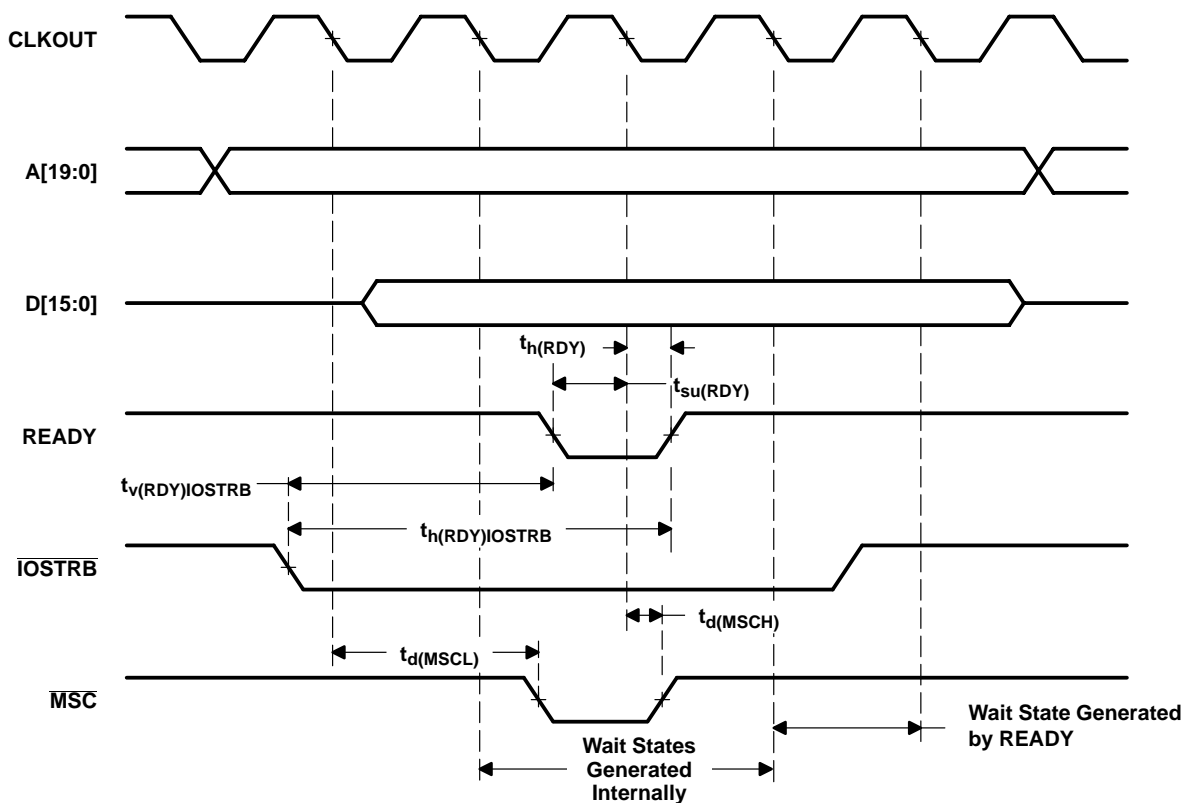 CLKOUT
A[19:0]
D[15:0]
th(RDY)
tsu(RDY)
READY
tv(RDY)IOSTRB
th(RDY)IOSTRB
IOSTRB
td(MSCH)
td(MSCL)
MSC
Wait State Generated
by READY
Wait States
Generated
Internally